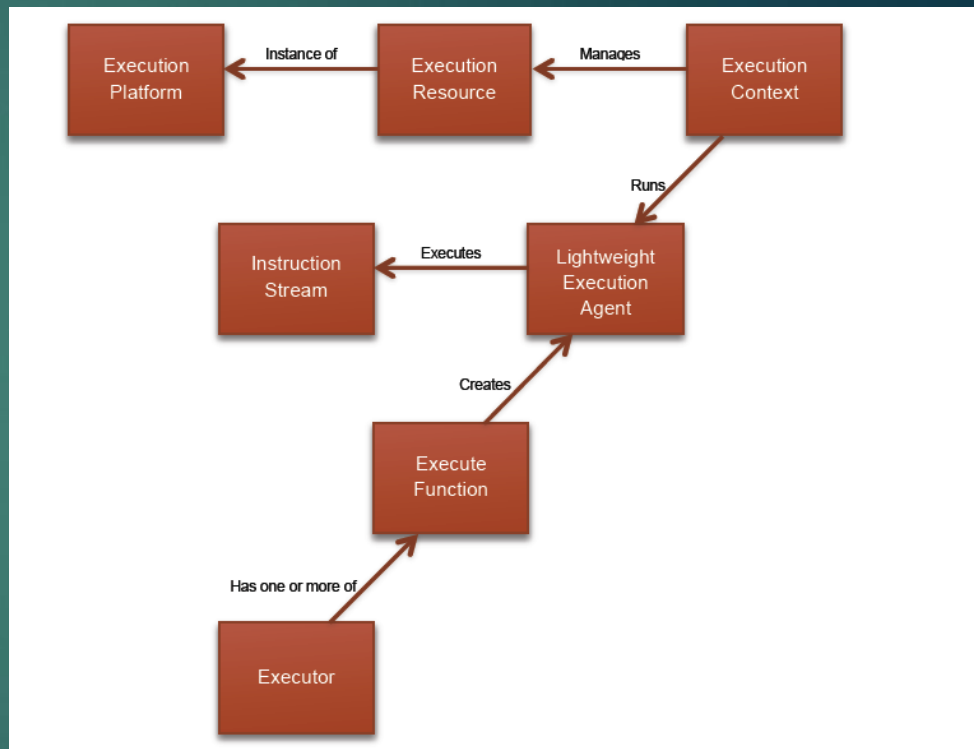 Execution
Platform
Instance of
Execution
Resource
Manages
Execution
Context
Runs
Instruction
Stream
Executes
Lightweight
Execution
Agent
Creates
Execute
Function
Has one or more of
Executor